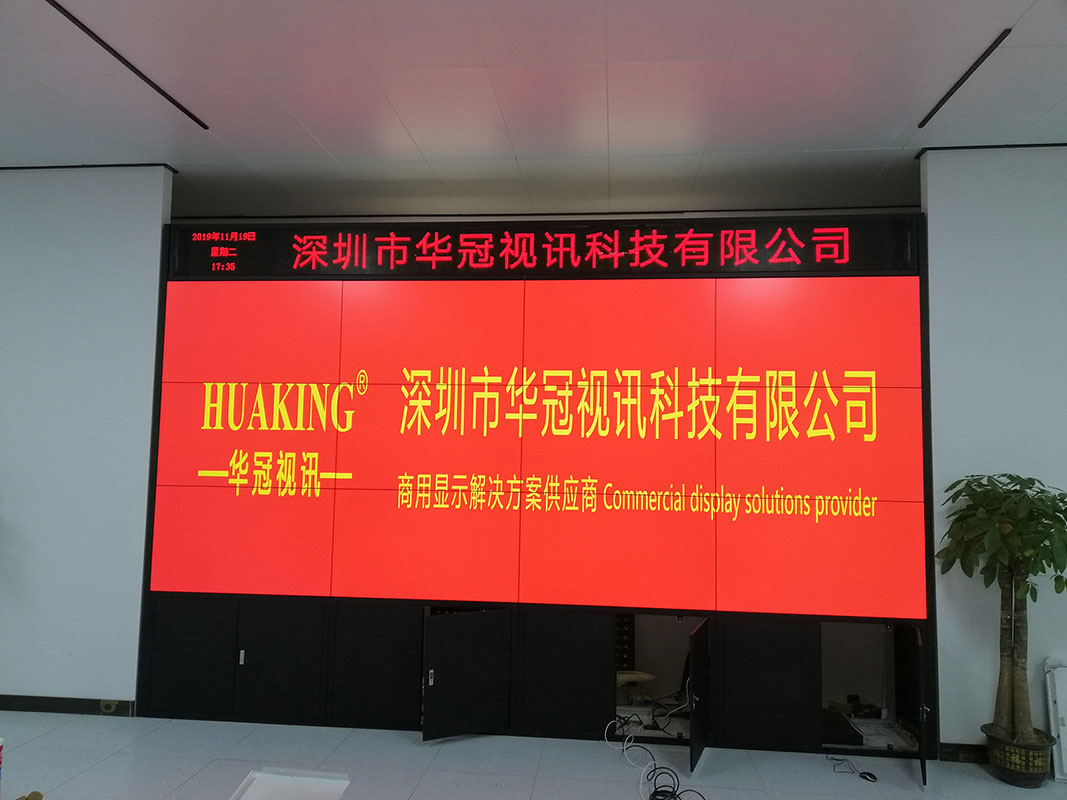 2019年11月19日
星期二
17:35
深圳市华冠视讯科技有限公司
HUAKING®
—华冠视讯—
深圳市华冠视讯科技有限公司
商用显示解决方案供应商 Commercial display solutions provider